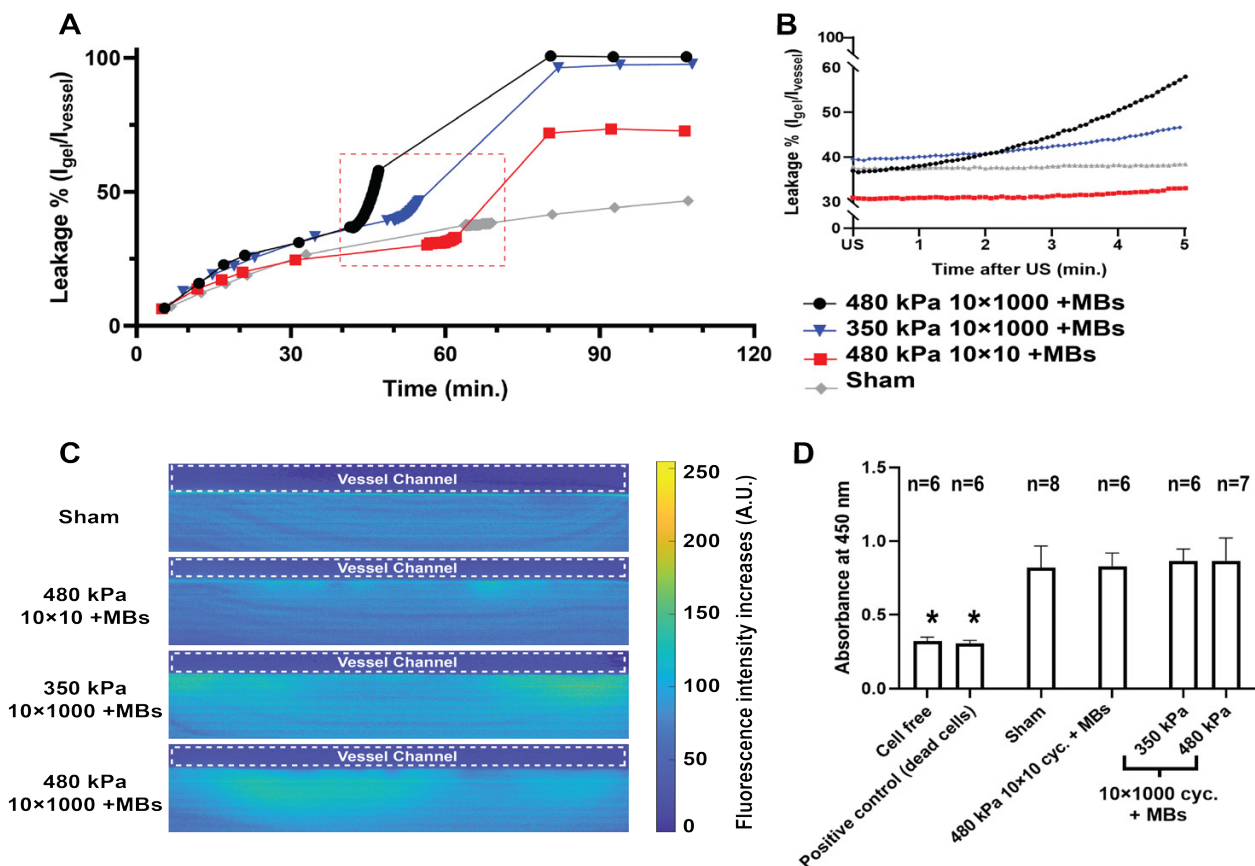 A
Leakage % (Igel/Ivessel)
100
75
50
25
0
0
30
60
90
120
Time (min.)
B
Leakage % (Igel/Ivessel)
100
60
50
40
30
0
US
1
2
3
4
5
Time after US (min.)
480 kPa 10×1000 +MBs
350 kPa 10×1000 +MBs
480 kPa 10×10 +MBs
Sham
C
Sham
Vessel Channel
480 kPa
10×10 +MBs
Vessel Channel
350 kPa
10×1000 +MBs
Vessel Channel
480 kPa
10×1000 +MBs
Vessel Channel
250
200
150
100
50
0
Fluorescence intensity increases (A.U.)
D
Absorbance at 450 nm
1.5
1.0
0.5
0.0
n=6
n=6
n=8
n=6
n=6
n=7
*
*
Cell free
Positive control (dead cells)
Sham
480 kPa 10×10 cyc. + MBs
350 kPa
480 kPa
10×1000 cyc.
+ MBs